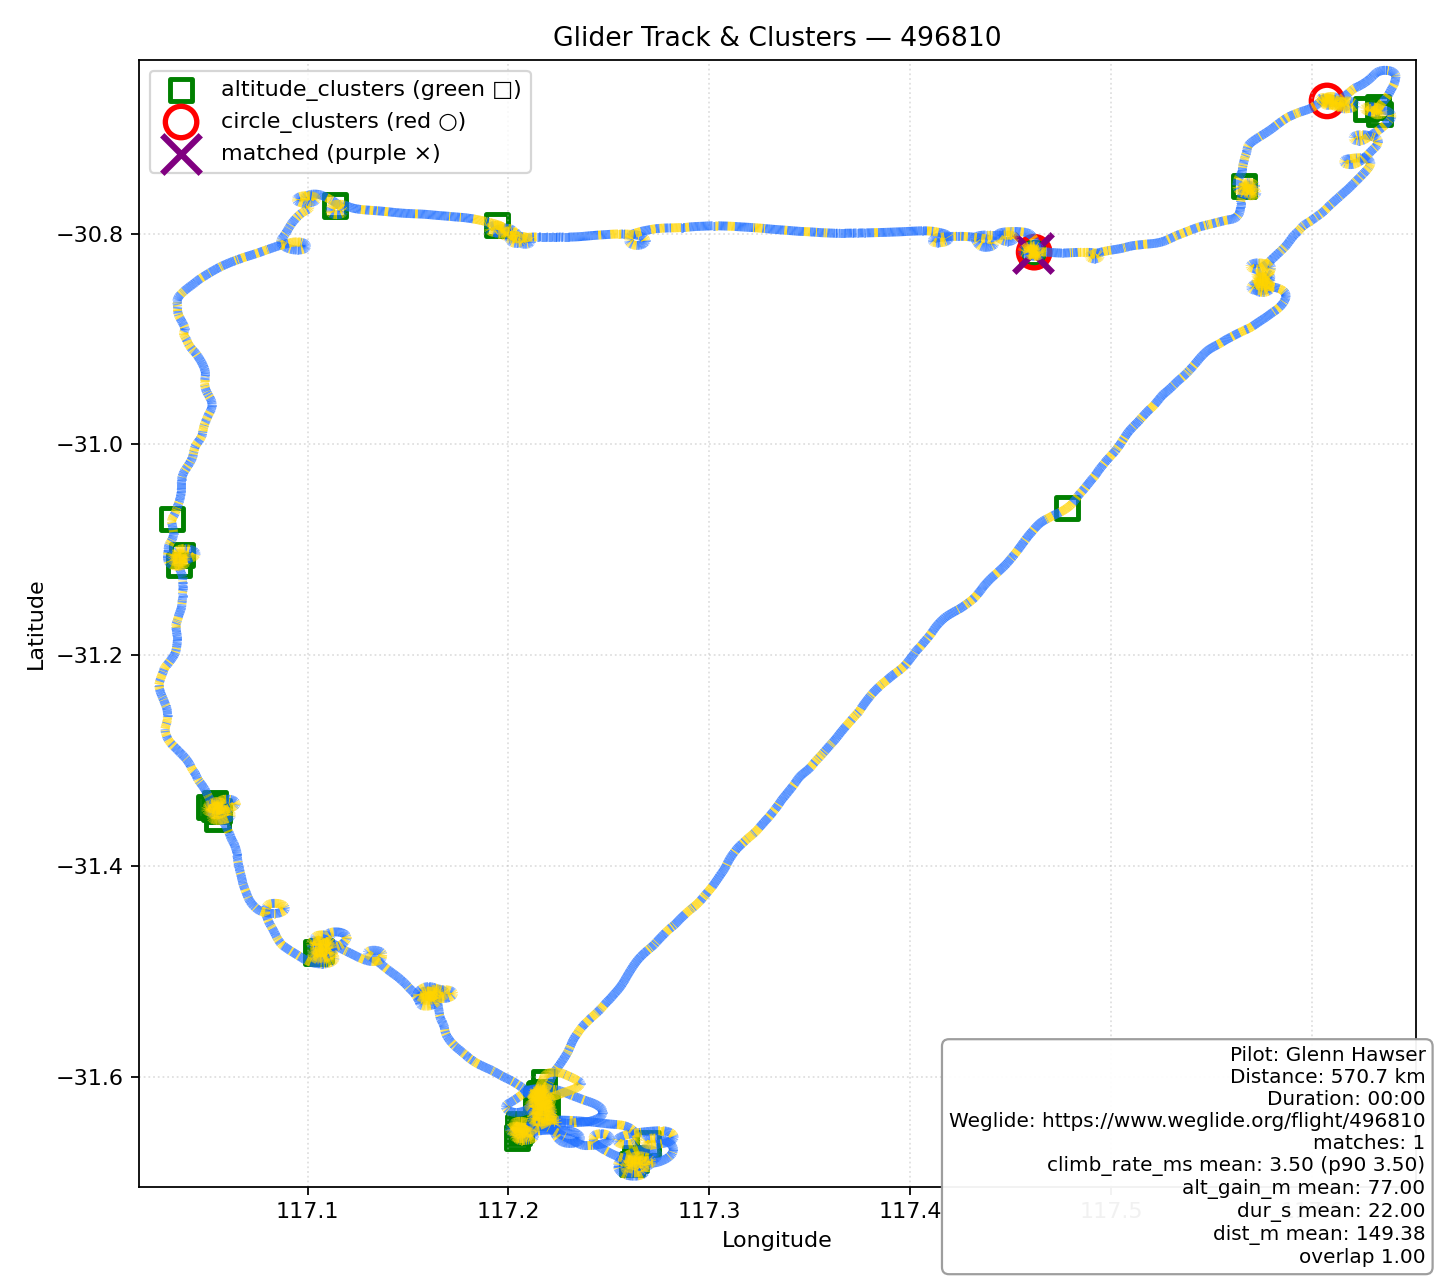 Glider Track & Clusters — 496810
altitude_clusters (green □)
circle_clusters (red ○)
matched (purple ×)
Latitude
−30.8
−31.0
−31.2
−31.4
−31.6
117.1
117.2
117.3
117.4
117.5
Longitude
Pilot: Glenn Hawser
Distance: 570.7 km
Duration: 00:00
Weglide: https://www.weglide.org/flight/496810
matches: 1
climb_rate_ms mean: 3.50 (p90 3.50)
alt_gain_m mean: 77.00
dur_s mean: 22.00
dist_m mean: 149.38
overlap 1.00